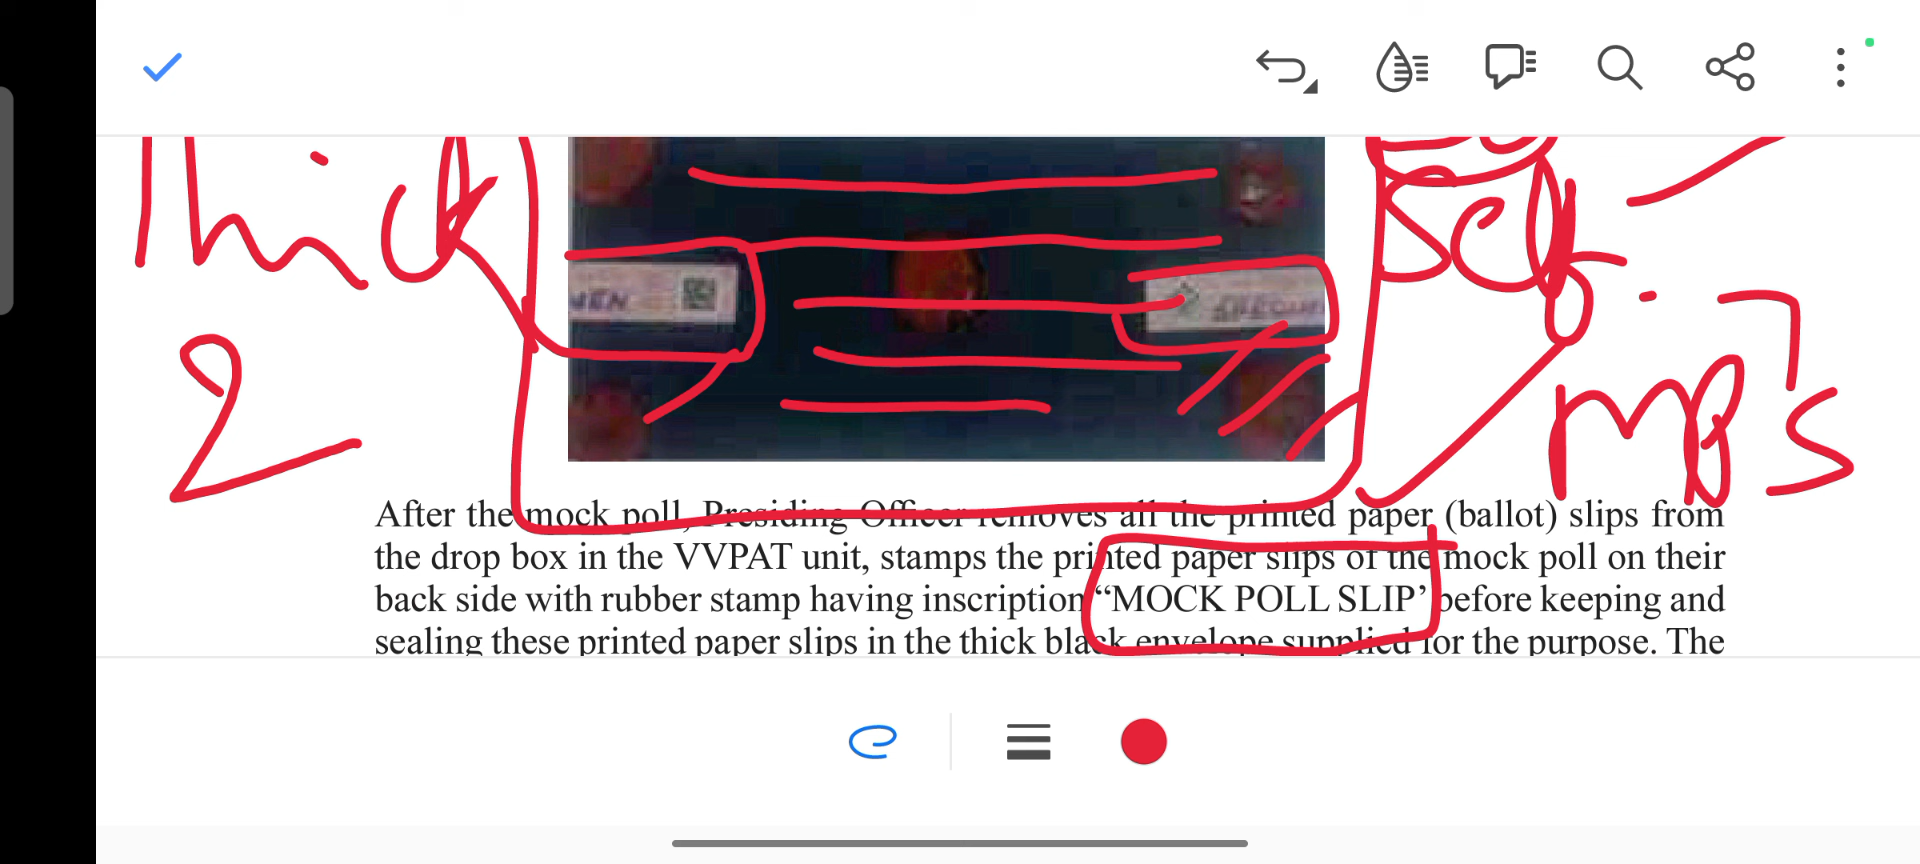 Thick
2
MPS
MEN
SPECIM
After the mock poll, Presiding Officer removes all the printed paper (ballot) slips from
the drop box in the VVPAT unit, stamps the printed paper slips of the mock poll on their
back side with rubber stamp having inscription “MOCK POLL SLIP’ before keeping and
sealing these printed paper slips in the thick black envelope supplied for the purpose. The